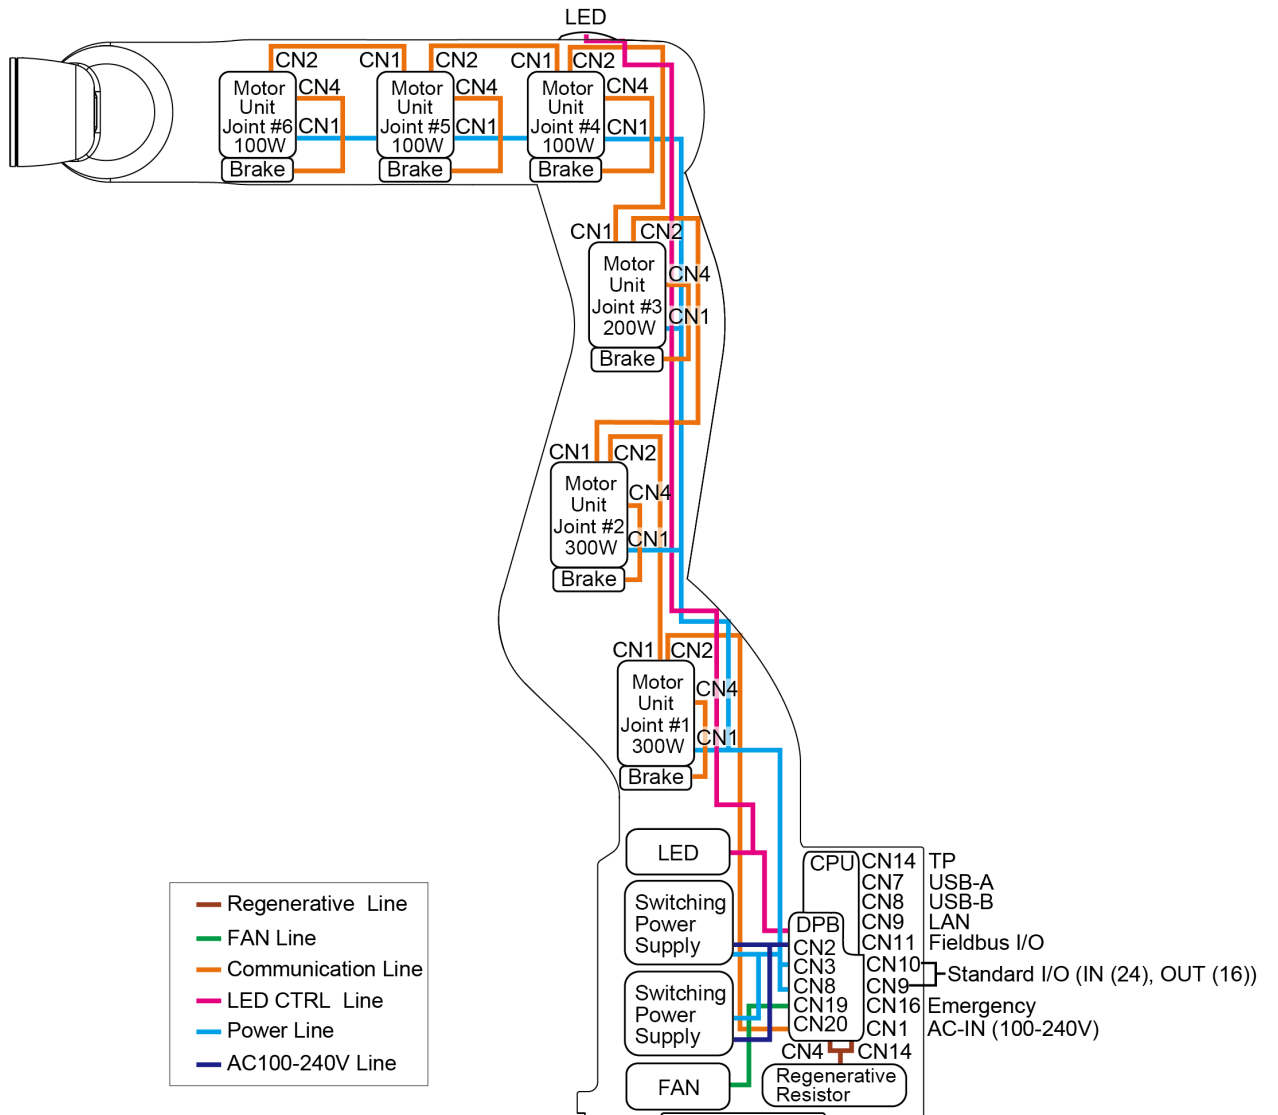 LED
CN2 CN1 CN2 CN1 CN2
Motor
Unit
Joint #6
100W
Brake
CN4
CN1
Motor
Unit
Joint #5
100W
Brake
CN4
CN1
Motor
Unit
Joint #4
100W
Brake
CN4
CN1
CN1 CN2
Motor
Unit
Joint #3
200W
Brake
CN4
CN1
CN1 CN2
Motor
Unit
Joint #2
300W
Brake
CN4
CN1
CN1 CN2
Motor
Unit
Joint #1
300W
Brake
CN4
CN1
LED
Switching
Power
Supply
Switching
Power
Supply
FAN
CPU
DPB
CN2
CN3
CN8
CN19
CN20
CN14 TP
CN7 USB-A
CN8 USB-B
CN9 LAN
CN11 Fieldbus I/O
CN10
CN9
Standard I/O (IN (24), OUT (16))
CN16 Emergency
CN1 AC-IN (100-240V)
CN4 CN14
Regenerative
Resistor
Regenerative Line
FAN Line
Communication Line
LED CTRL Line
Power Line
AC100-240V Line